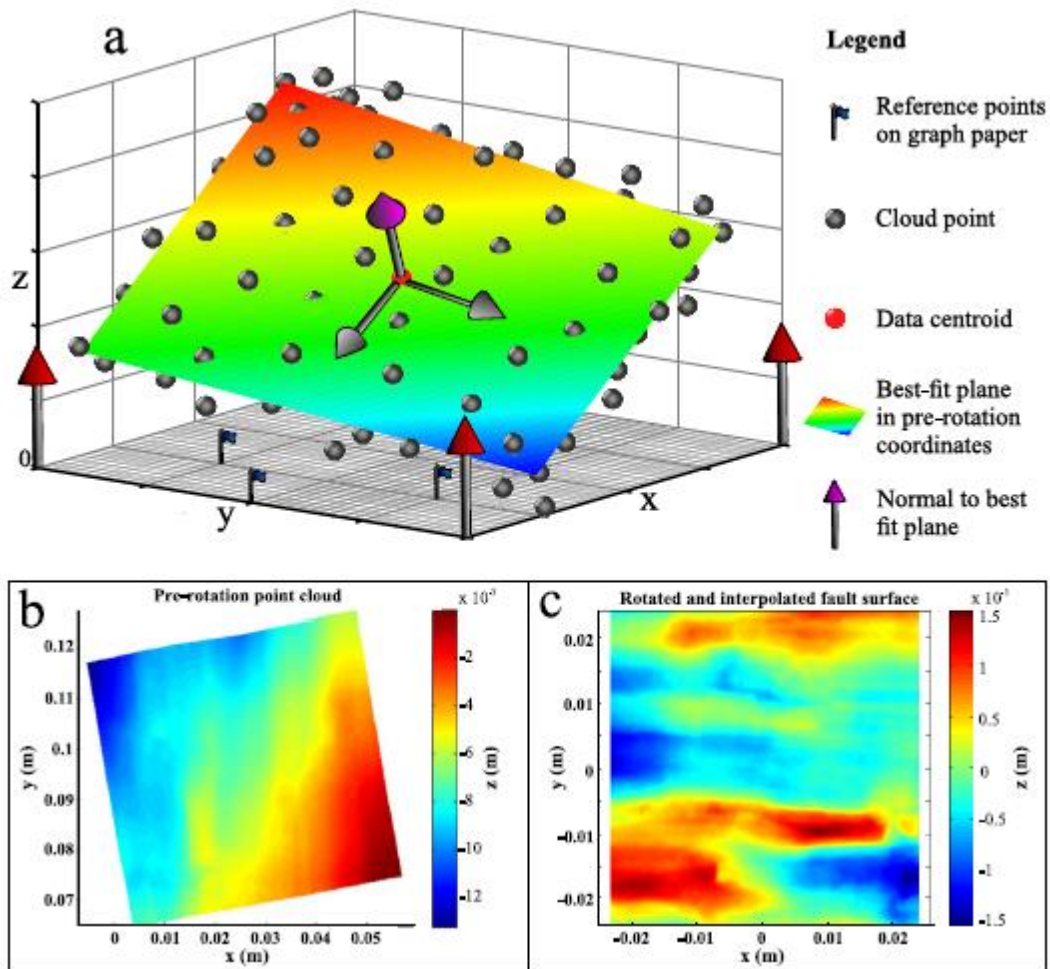 a
z
0
y
x
Legend
Reference points
on graph paper
Cloud point
Data centroid
Best-fit plane
in pre-rotation
coordinates
Normal to best
fit plane
b
Pre-rotation point cloud
0.12
0.11
0.1
0.09
0.08
0.07
y (m)
0
0.01
0.02
0.03
0.04
0.05
x (m)
-2
-4
-6
-8
-10
-12
z (m)
c
Rotated and interpolated fault surface
0.02
0.01
0
-0.01
-0.02
y (m)
-0.02
-0.01
0
0.01
0.02
x (m)
1.5
1
0.5
0
-0.5
-1
-1.5
z (m)